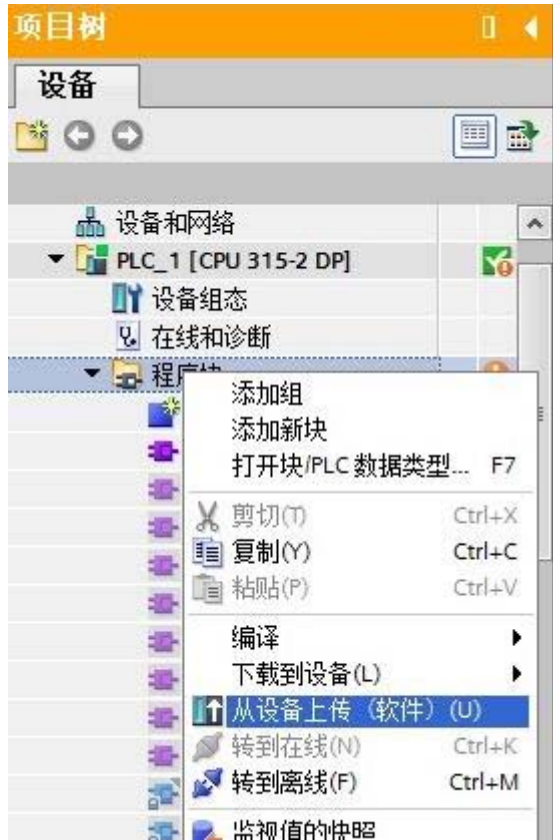 项目树
设备
设备和网络
PLC_1 [CPU 315-2 DP]
设备组态
在线和诊断
程序块
添加组
添加新块
打开块/PLC 数据类型... F7
剪切(T) Ctrl+X
复制(Y) Ctrl+C
粘贴(P) Ctrl+V
编译
下载到设备(L)
从设备上传（软件）(U)
转到在线(N) Ctrl+K
转到离线(F) Ctrl+M
监视值的快照